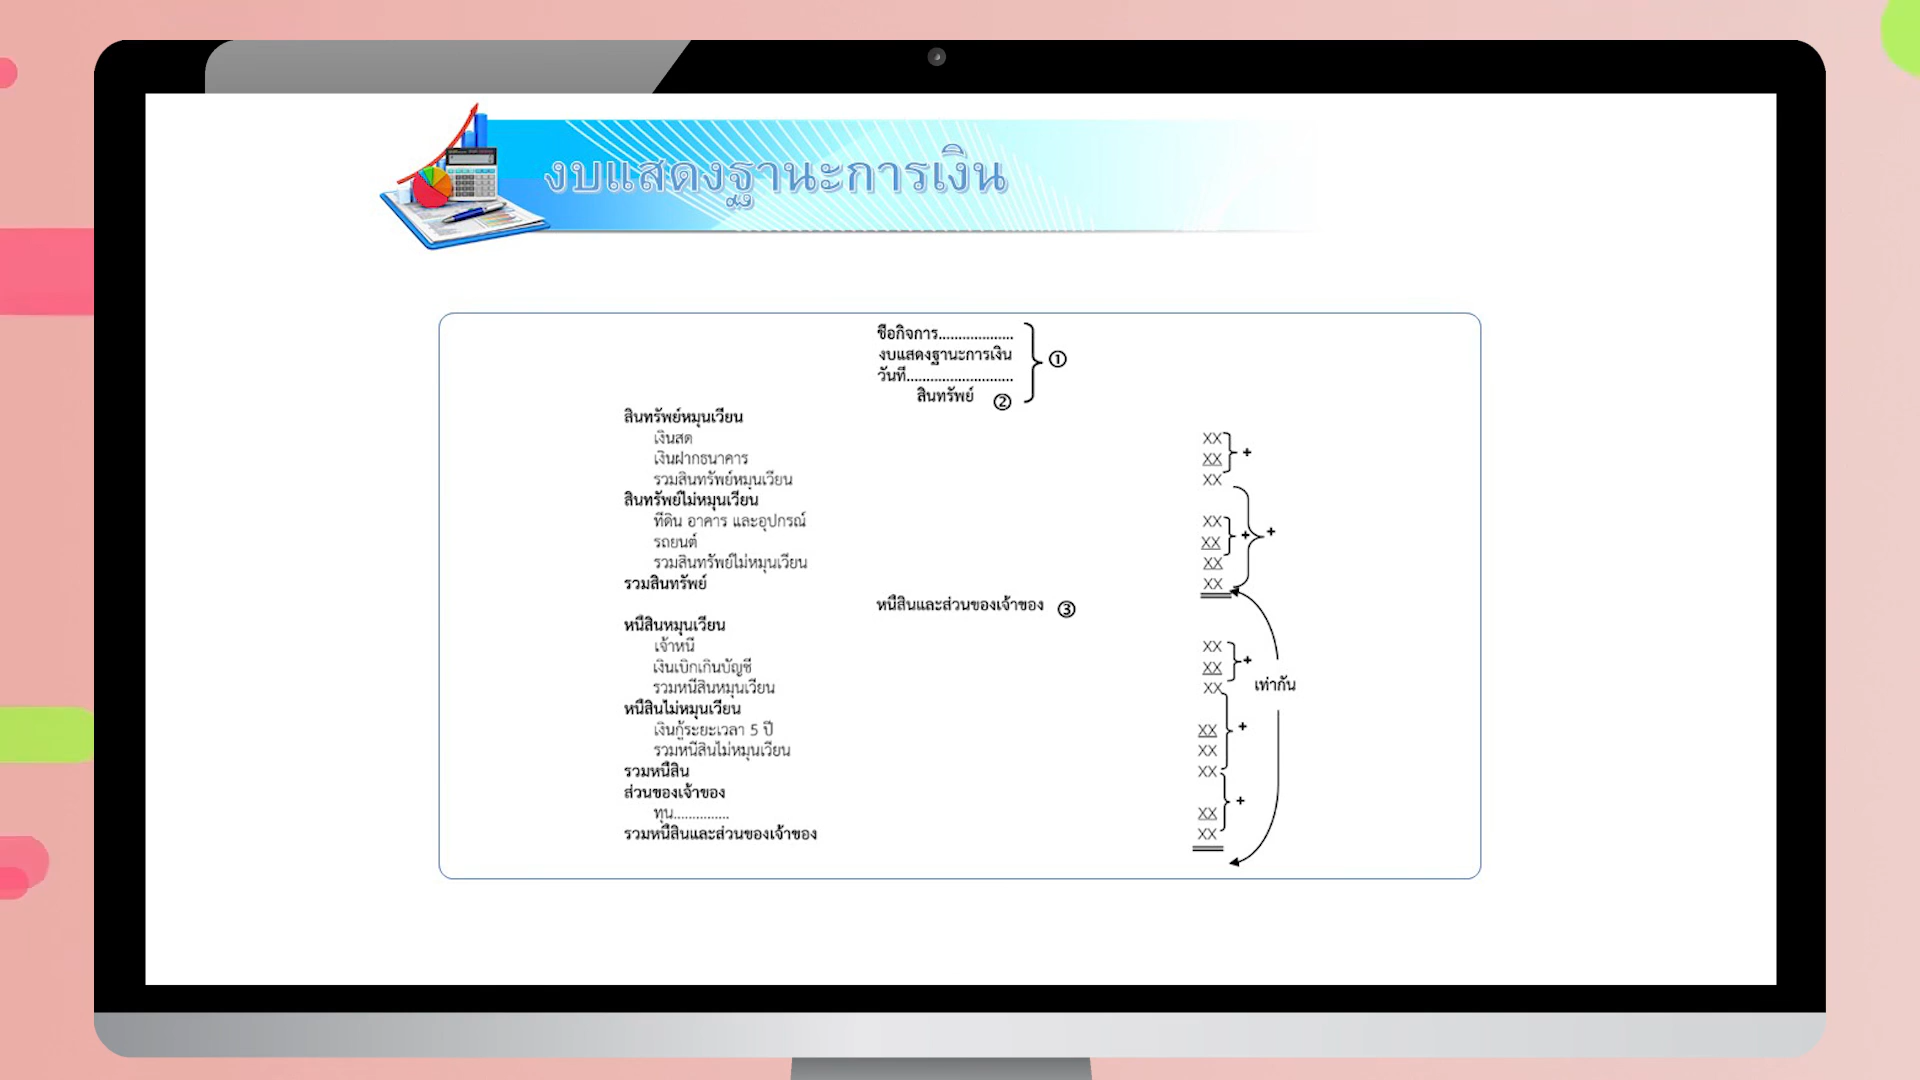 งบแสดงฐานะการเงิน
ชื่อกิจการ...................
งบแสดงฐานะการเงิน ①
วันที่...........................
สินทรัพย์ ②
สินทรัพย์หมุนเวียน
เงินสด XX
เงินฝากธนาคาร XX +
รวมสินทรัพย์หมุนเวียน XX
สินทรัพย์ไม่หมุนเวียน
ที่ดิน อาคาร และอุปกรณ์ XX
รถยนต์ XX + +
รวมสินทรัพย์ไม่หมุนเวียน XX
รวมสินทรัพย์ XX
หนี้สินและส่วนของเจ้าของ ③
หนี้สินหมุนเวียน
เจ้าหนี้ XX
เงินเบิกเกินบัญชี XX +
รวมหนี้สินหมุนเวียน XX เท่ากัน
หนี้สินไม่หมุนเวียน
เงินกู้ระยะเวลา 5 ปี XX +
รวมหนี้สินไม่หมุนเวียน XX
รวมหนี้สิน XX
ส่วนของเจ้าของ +
ทุน.............. XX
รวมหนี้สินและส่วนของเจ้าของ XX